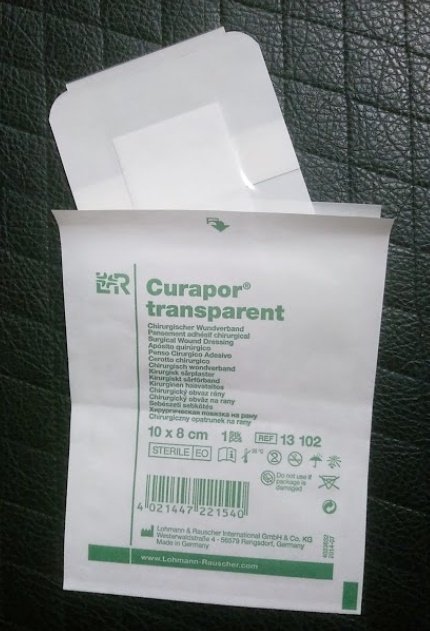 L&R
Curapor®
transparent
Chirurgischer Wundverband
Pansement adhésif chirurgical
Surgical Wound Dressing
Apósito quirúrgico
Penso Cirurgico Adesivo
Cerotto chirurgico
Chirurgisch wondverband
Kirurgisk sårplaster
Kirurgiskt sårförband
Kirurginen haavataitos
Chirurgický obvaz rány
Chirurgický obväz na rany
Sebészeti sebkötés
Хирургическая повязка на рану
Chirurgiczny opatrunek na rany
10 x 8 cm 1 REF 13 102
STERILE EO
Do not use if
package is
damaged
4 021447 221540
Lohmann & Rauscher International GmbH & Co. KG
Westerwaldstraße 4 - 56579 Rengsdorf, Germany
Made in Germany
2014-07
www.Lohmann-Rauscher.com